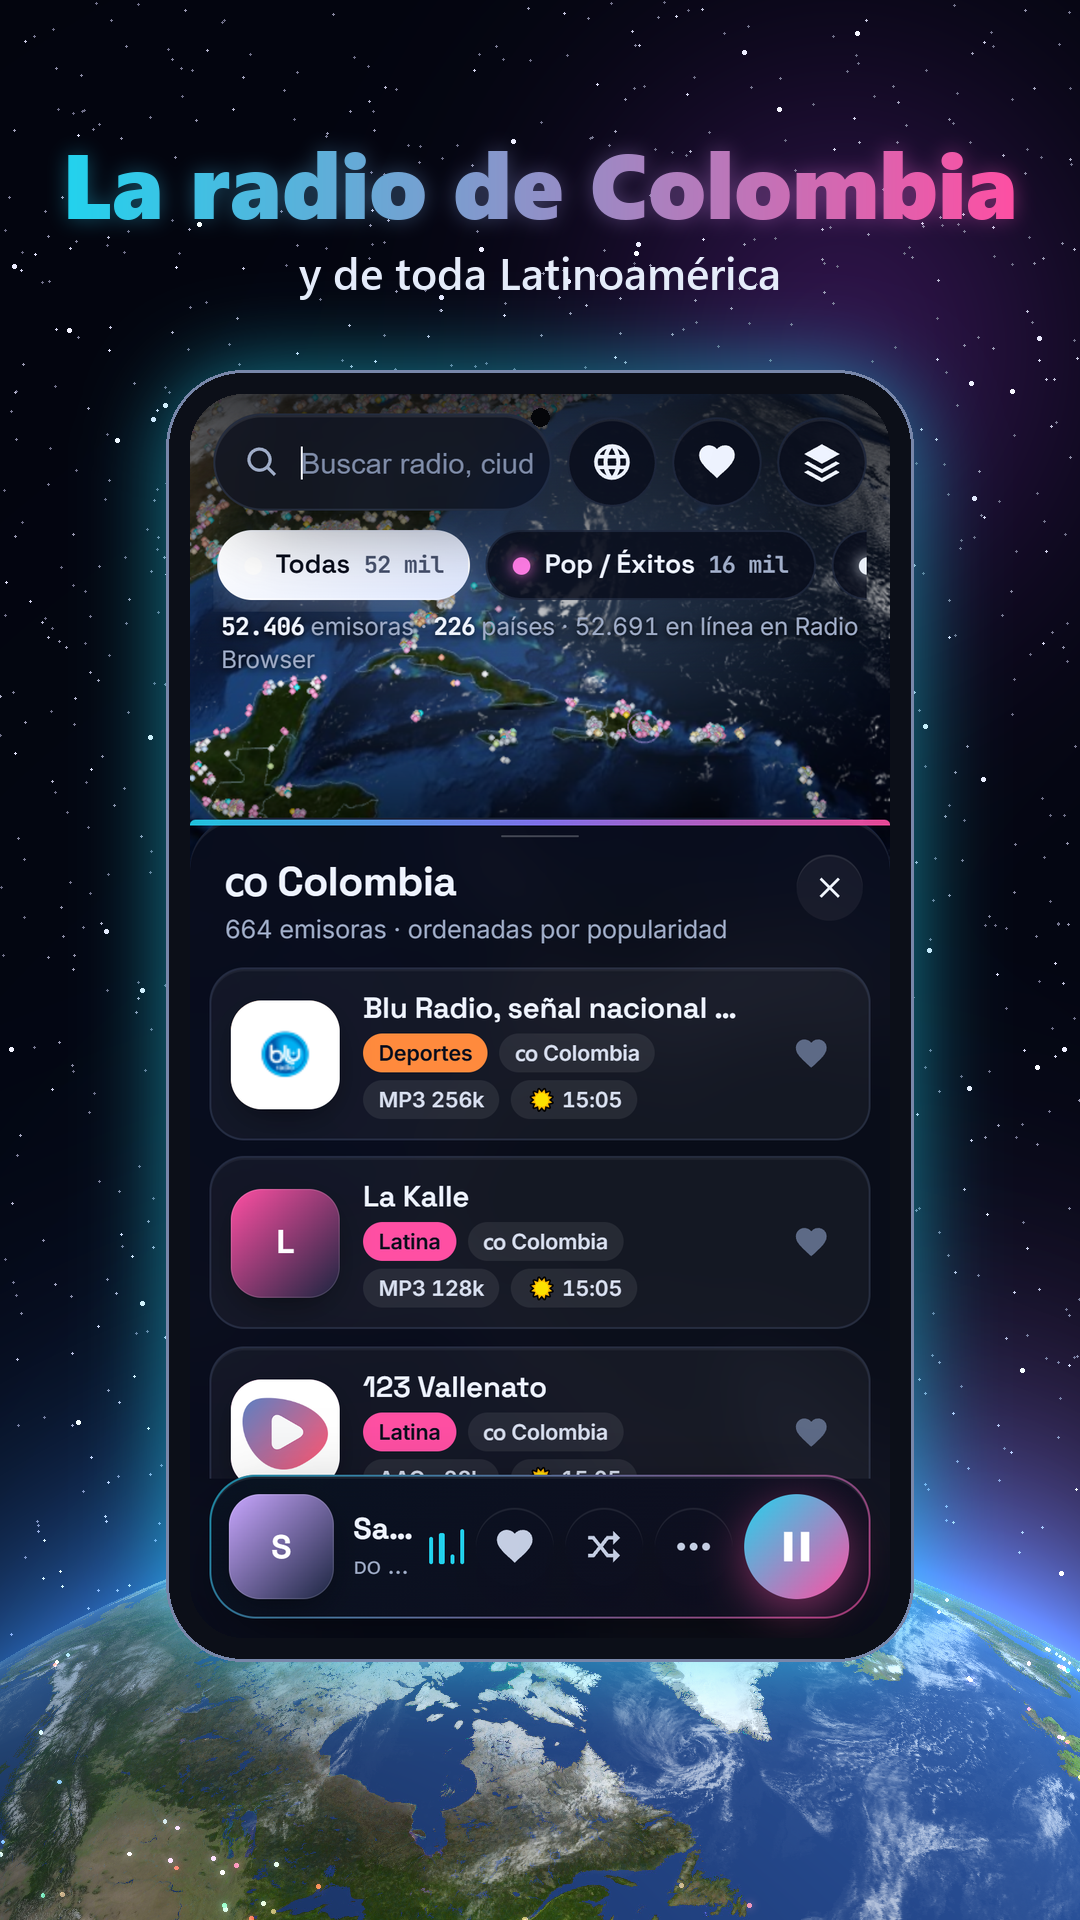 La radio de Colombia
y de toda Latinoamérica
Buscar radio, ciud
Todas 52 mil
Pop / Éxitos 16 mil
52.406 emisoras · 226 países · 52.691 en línea en Radio
Browser
co Colombia
664 emisoras · ordenadas por popularidad
blu
radio
Blu Radio, señal nacional ...
Deportes
co Colombia
MP3 256k
15:05
L
La Kalle
Latina
co Colombia
MP3 128k
15:05
123 Vallenato
Latina
co Colombia
S
Sa...
DO ...